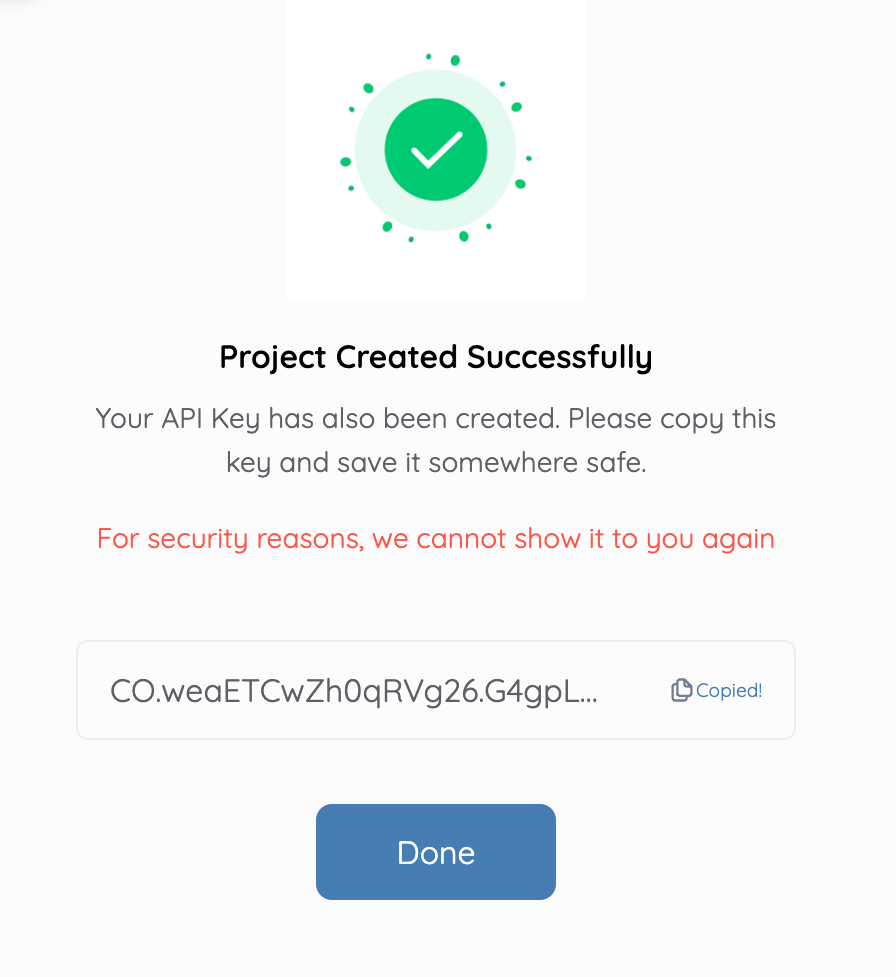 Project Created Successfully
Your API Key has also been created. Please copy this
key and save it somewhere safe.
For security reasons, we cannot show it to you again
CO.weaETCwZh0qRVg26.G4gpL...
Copied!
Done